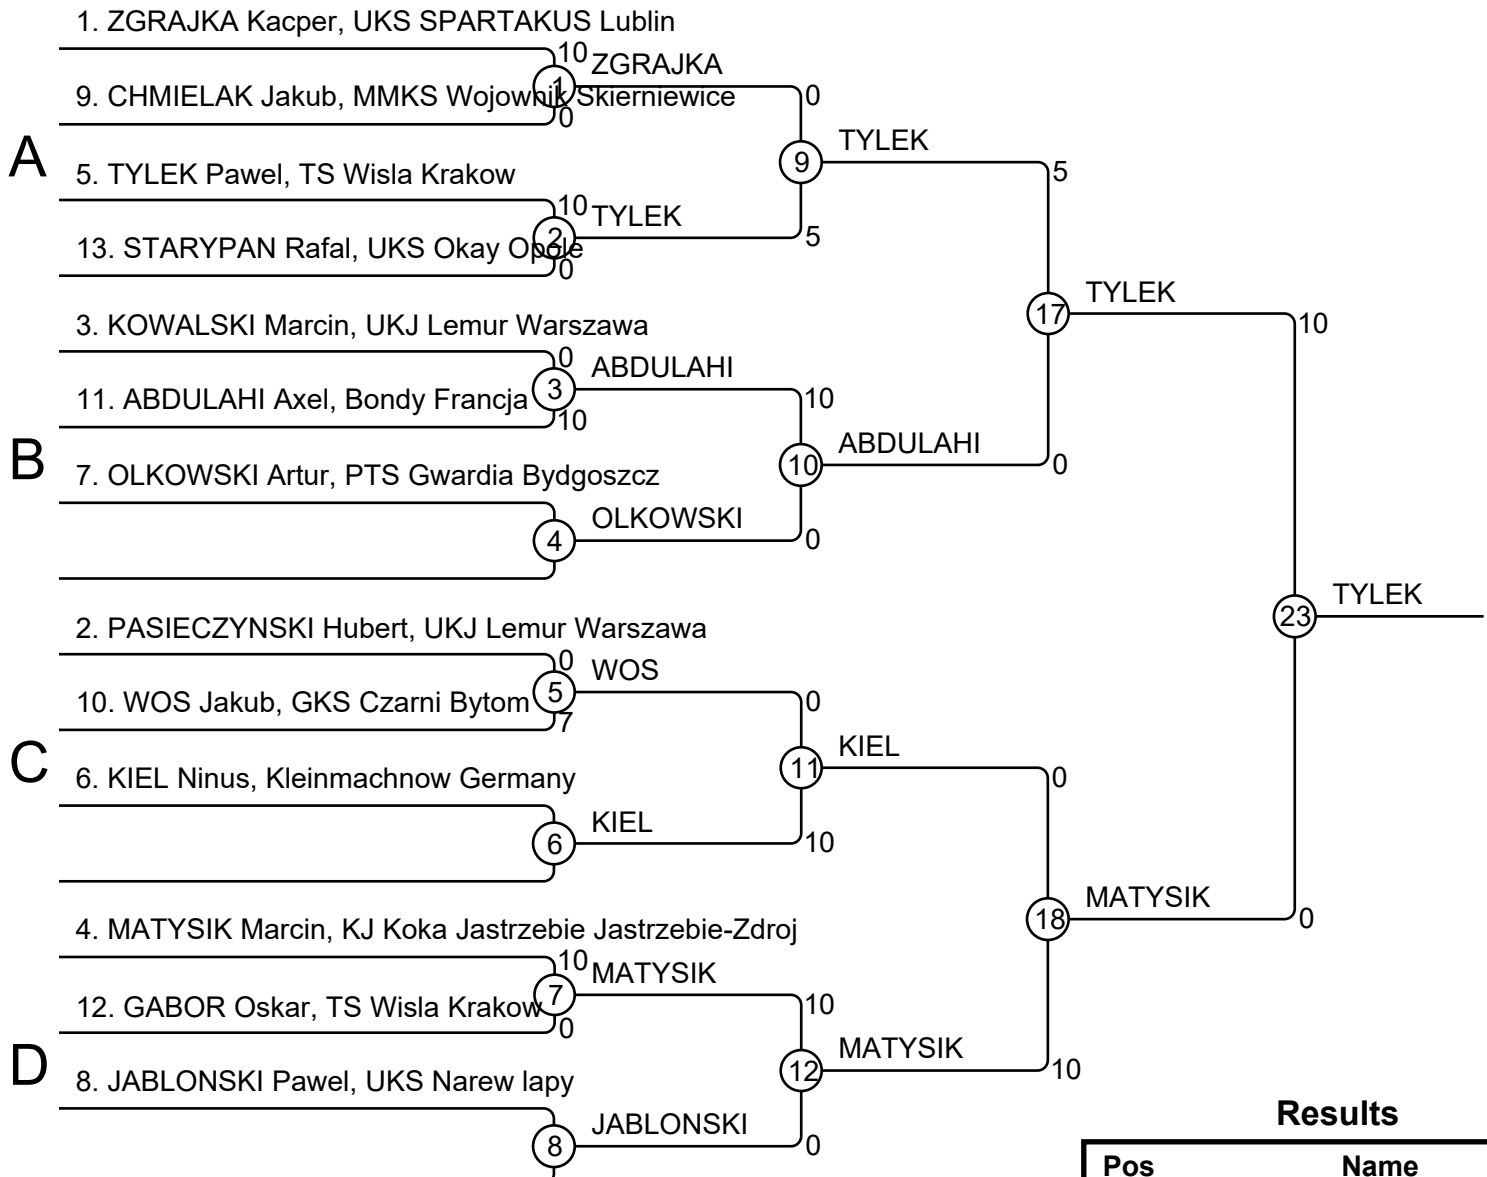 1. ZGRAJKA Kacper, UKS SPARTAKUS Lublin
10
ZGRAJKA
1
9. CHMIELAK Jakub, MMKS Wojownik Skierniewice
0
0
A
TYLEK
9
5
5. TYLEK Pawel, TS Wisla Krakow
10
TYLEK
2
5
13. STARYPAN Rafal, UKS Okay Opole
0
TYLEK
17
10
3. KOWALSKI Marcin, UKJ Lemur Warszawa
0
ABDULAHI
3
10
11. ABDULAHI Axel, Bondy Francja
10
B
ABDULAHI
10
0
7. OLKOWSKI Artur, PTS Gwardia Bydgoszcz
OLKOWSKI
4
0
TYLEK
23
2. PASIECZYNSKI Hubert, UKJ Lemur Warszawa
0
WOS
5
0
10. WOS Jakub, GKS Czarni Bytom
7
C
KIEL
11
0
6. KIEL Ninus, Kleinmachnow Germany
KIEL
6
10
MATYSIK
18
0
4. MATYSIK Marcin, KJ Koka Jastrzebie Jastrzebie-Zdroj
10
MATYSIK
7
10
12. GABOR Oskar, TS Wisla Krakow
0
D
MATYSIK
12
10
8. JABLONSKI Pawel, UKS Narew lapy
JABLONSKI
8
0
Results
Pos Name